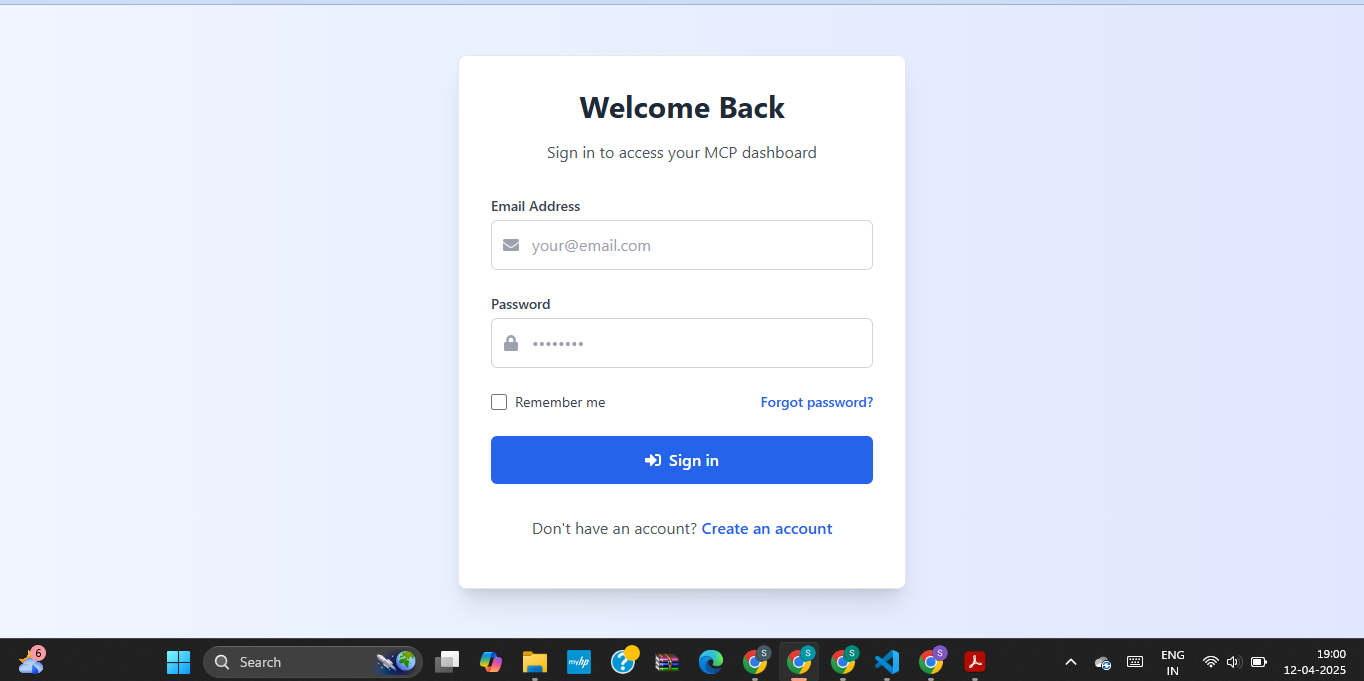 Welcome Back
Sign in to access your MCP dashboard
Email Address
your@email.com
Password
••••••••
Remember me
Forgot password?
Sign in
Don't have an account? Create an account
6
Search
myhp
?
S
S
S
S
ENG
IN
19:00
12-04-2025